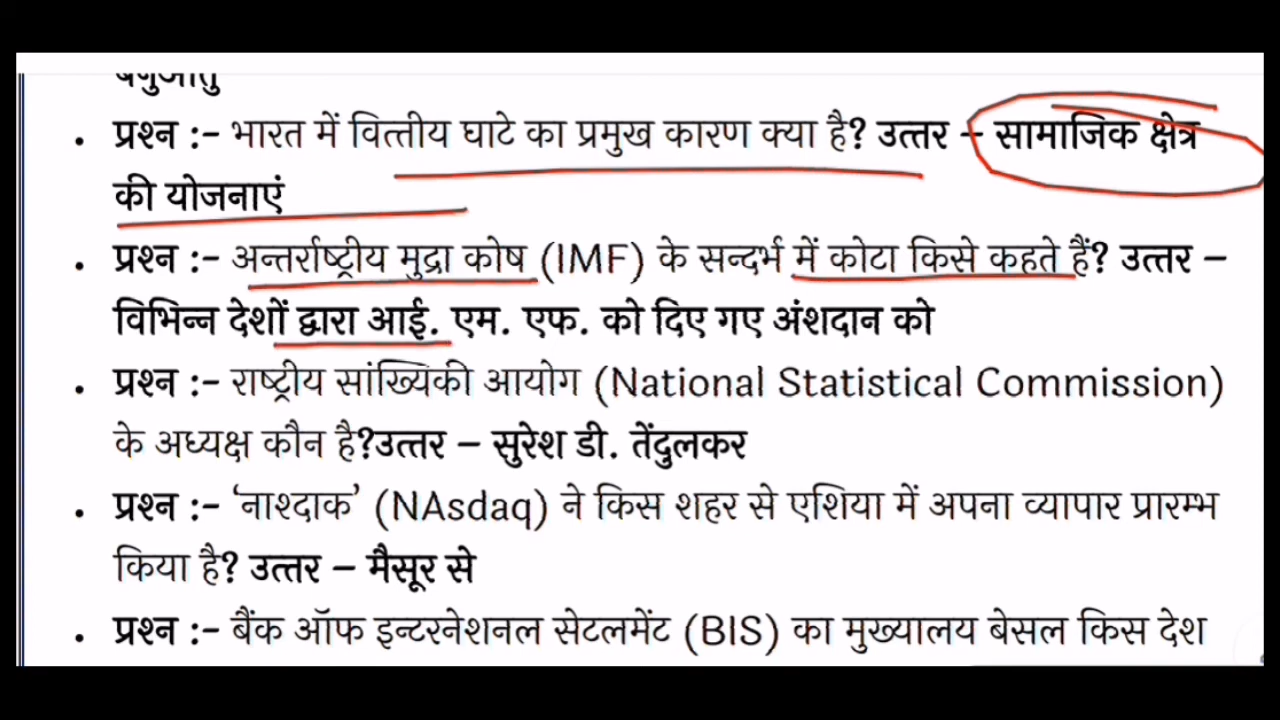 • प्रश्न :- भारत में वित्तीय घाटे का प्रमुख कारण क्या है? उत्तर – सामाजिक क्षेत्र
की योजनाएं
• प्रश्न :- अन्तर्राष्ट्रीय मुद्रा कोष (IMF) के सन्दर्भ में कोटा किसे कहते हैं? उत्तर –
विभिन्न देशों द्वारा आई. एम. एफ. को दिए गए अंशदान को
• प्रश्न :- राष्ट्रीय सांख्यिकी आयोग (National Statistical Commission)
के अध्यक्ष कौन है?उत्तर – सुरेश डी. तेंदुलकर
• प्रश्न :- ‘नाश्दाक’ (NAsdaq) ने किस शहर से एशिया में अपना व्यापार प्रारम्भ
किया है? उत्तर – मैसूर से
• प्रश्न :- बैंक ऑफ इन्टरनेशनल सेटलमेंट (BIS) का मुख्यालय बेसल किस देश